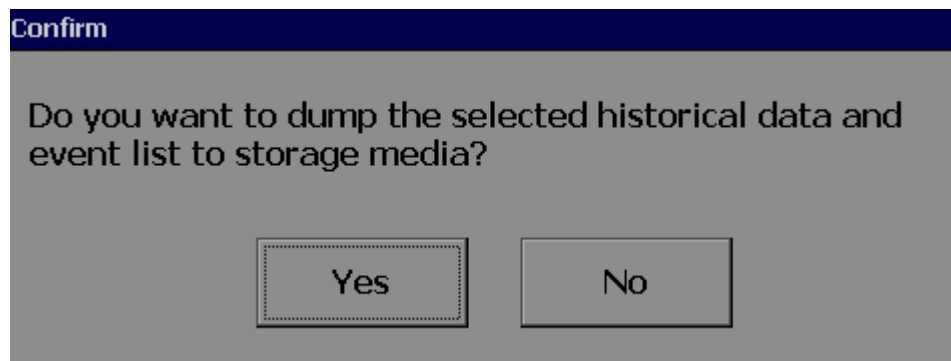 Confirm
Do you want to dump the selected historical data and
event list to storage media?
Yes
No